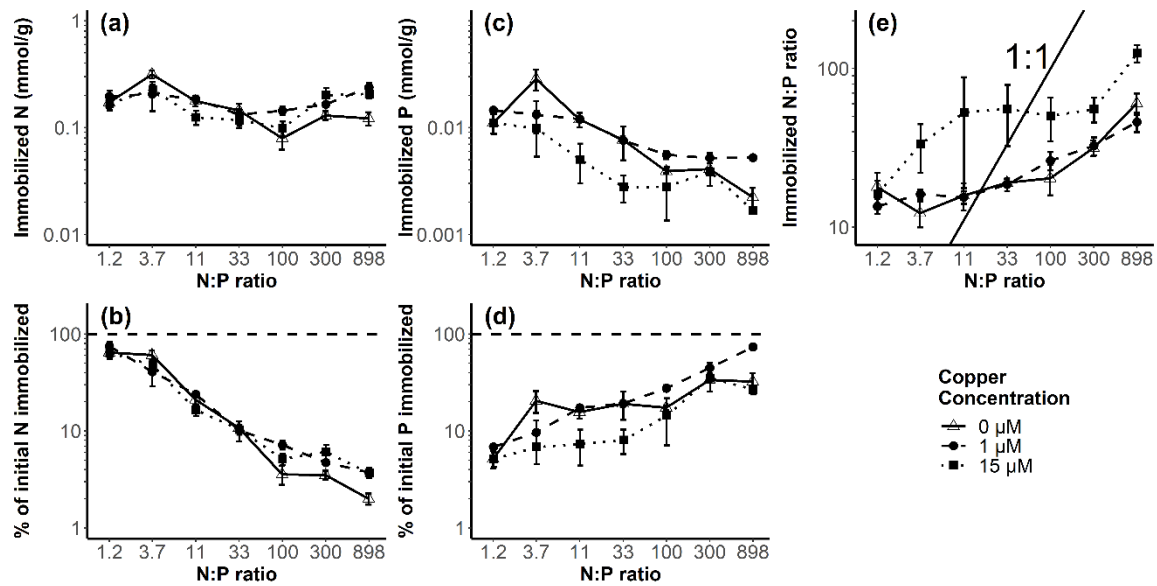 (a)
Immobilized N (mmol/g)
1
0.1
0.01
1.2 3.7 11 33 100 300 898
N:P ratio
(c)
Immobilized P (mmol/g)
0.1
0.01
0.001
1.2 3.7 11 33 100 300 898
N:P ratio
(e)
1:1
Immobilized N:P ratio
100
10
1.2 3.7 11 33 100 300 898
N:P ratio
(b)
% of initial N immobilized
100
10
1
1.2 3.7 11 33 100 300 898
N:P ratio
(d)
% of initial P immobilized
100
10
1
1.2 3.7 11 33 100 300 898
N:P ratio
Copper
Concentration
0 µM
1 µM
15 µM